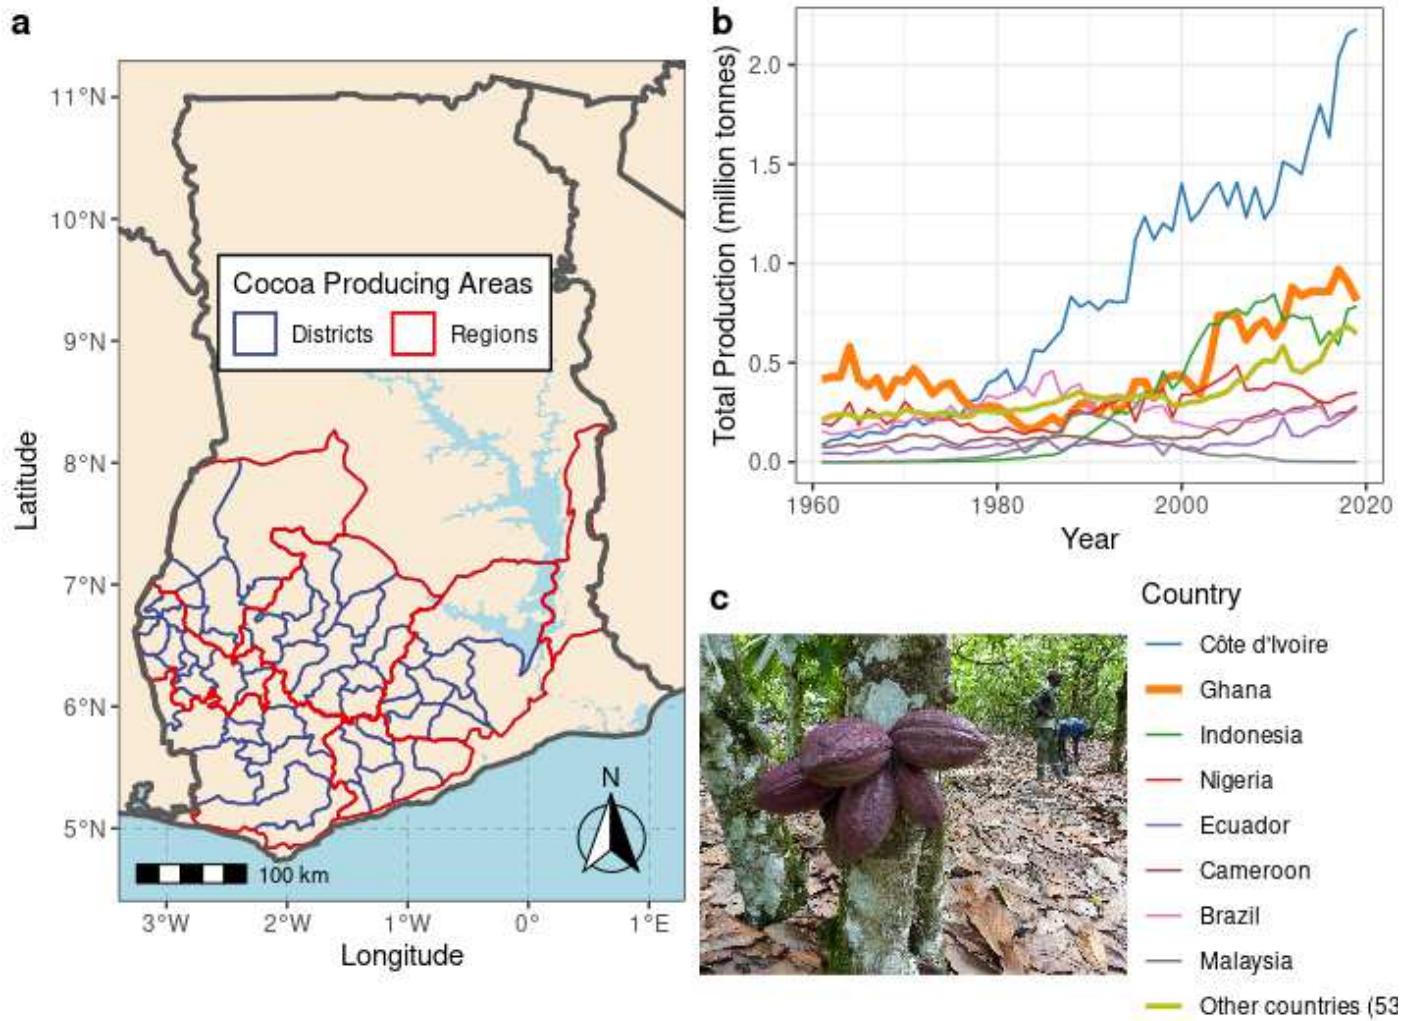 a
11°N
10°N
9°N
8°N
7°N
6°N
5°N
Latitude
Cocoa Producing Areas
Districts Regions
N
100 km
3°W 2°W 1°W 0° 1°E
Longitude
b
Total Production (million tonnes)
2.0
1.5
1.0
0.5
0.0
1960 1980 2000 2020
Year
c
Country
Côte d'Ivoire
Ghana
Indonesia
Nigeria
Ecuador
Cameroon
Brazil
Malaysia
Other countries (53